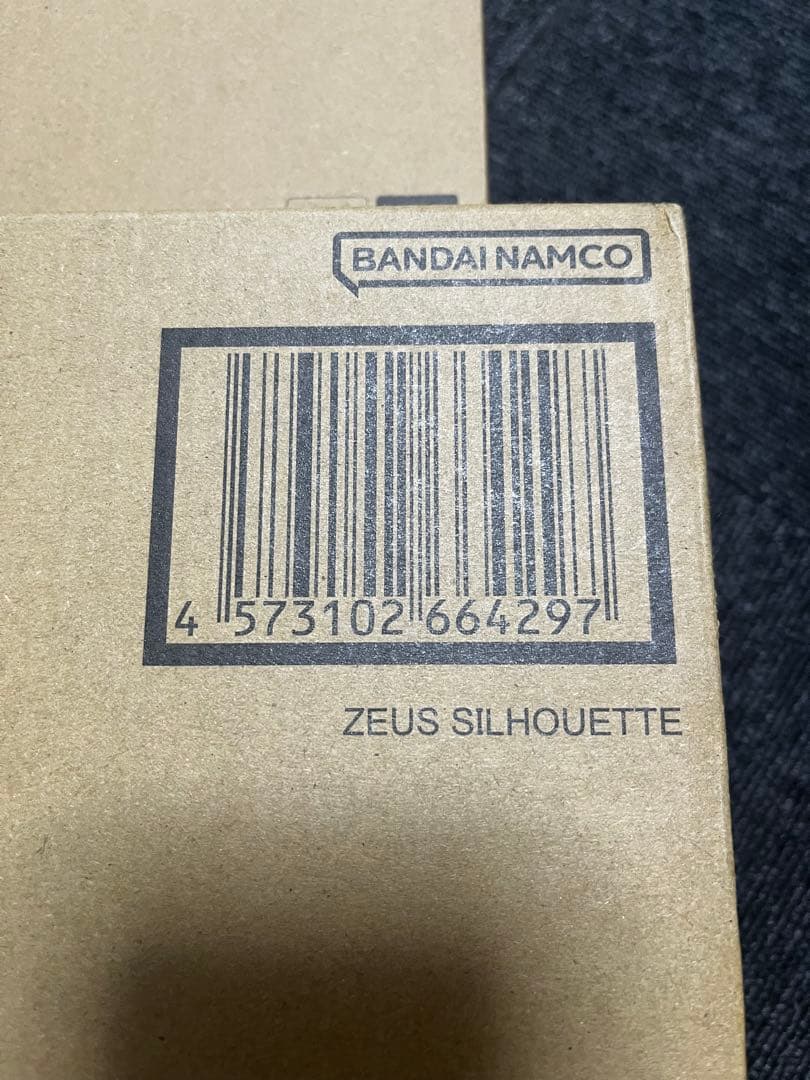 BANDAI NAMCO
4 573102 664297
ZEUS SILHOUETTE